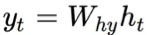 y_t = W_{hy}h_t